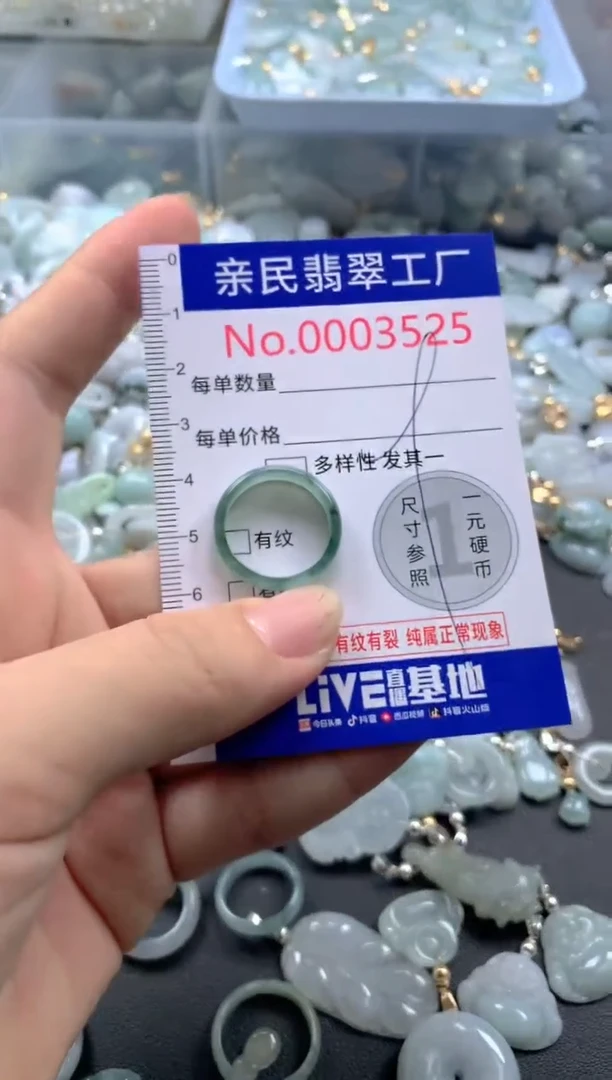 0
亲民翡翠工厂
1
No.0003525
2
每单数量
3
每单价格
4
多样性 发其一
5
有纹
尺寸参照
1
一元硬币
6
有纹有裂 纯属正常现象
LiVE直播基地
今日头条 抖音 西瓜视频 抖音火山版